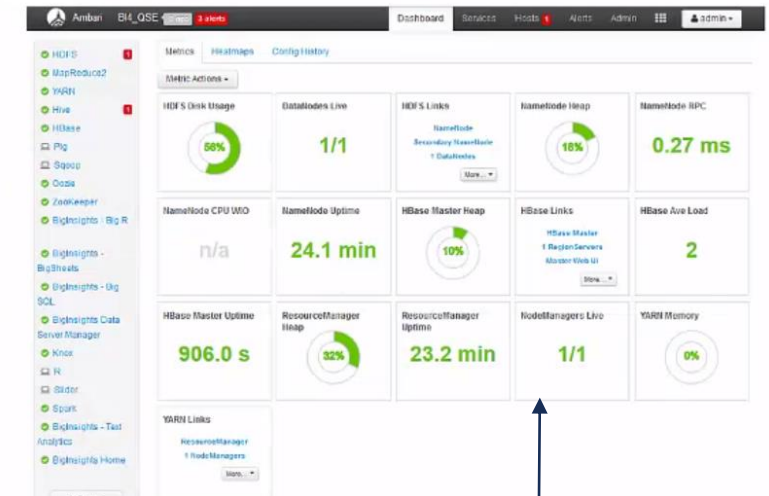 Ambari BI4_QSE 3 alerts Dashboard Services Hosts 1 Alerts Admin admin
HDFS 1
MapReduce2
YARN
Hive 1
HBase
Pig
Sqoop
Oozie
ZooKeeper
BigInsights - Big R
BigInsights -
BigSheets
BigInsights - Big
SQL
BigInsights Data
Server Manager
Knox
R
Slider
Spark
BigInsights - Text
Analytics
BigInsights Home
Metrics Heatmaps Config History
Metric Actions
HDFS Disk Usage
56%
DataNodes Live
1/1
HDFS Links
NameNode
Secondary NameNode
1 DataNodes
More...
NameNode Heap
18%
NameNode RPC
0.27 ms
NameNode CPU WIO
n/a
NameNode Uptime
24.1 min
HBase Master Heap
10%
HBase Links
HBase Master
1 RegionServers
Master Web UI
More...
HBase Ave Load
2
HBase Master Uptime
906.0 s
ResourceManager
Heap
32%
ResourceManager
Uptime
23.2 min
NodeManagers Live
1/1
YARN Memory
0%
YARN Links
ResourceManager
1 NodeManagers
More...